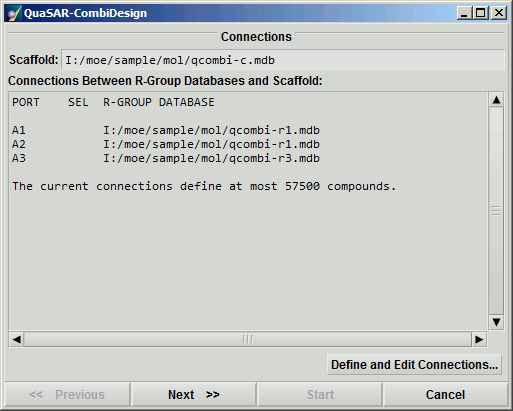 QuaSAR-CombiDesign
Connections
Scaffold: I:/moe/sample/mol/qcombi-c.mdb
Connections Between R-Group Databases and Scaffold:
PORT SEL R-GROUP DATABASE
A1 I:/moe/sample/mol/qcombi-r1.mdb
A2 I:/moe/sample/mol/qcombi-r1.mdb
A3 I:/moe/sample/mol/qcombi-r3.mdb
The current connections define at most 57500 compounds.
Define and Edit Connections...
<< Previous Next >> Start Cancel